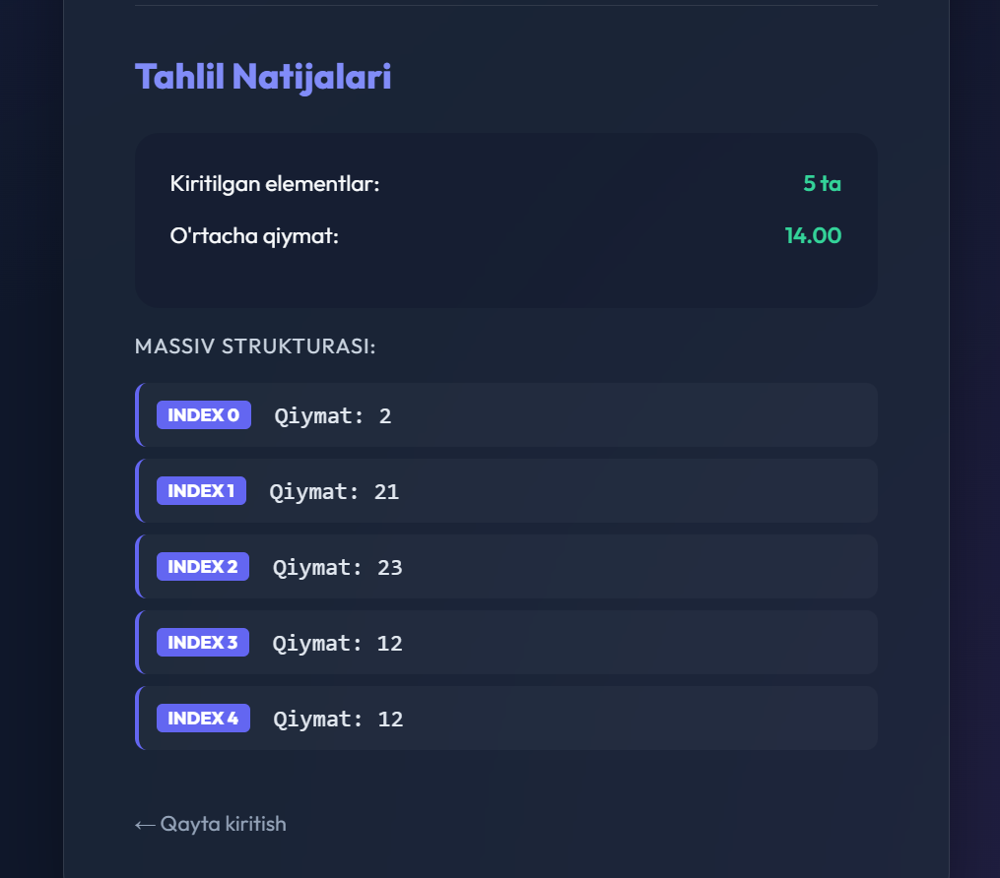 Tahlil Natijalari
Kiritilgan elementlar: 5 ta
O'rtacha qiymat: 14.00
MASSIV STRUKTURASI:
INDEX 0 Qiymat: 2
INDEX 1 Qiymat: 21
INDEX 2 Qiymat: 23
INDEX 3 Qiymat: 12
INDEX 4 Qiymat: 12
← Qayta kiritish